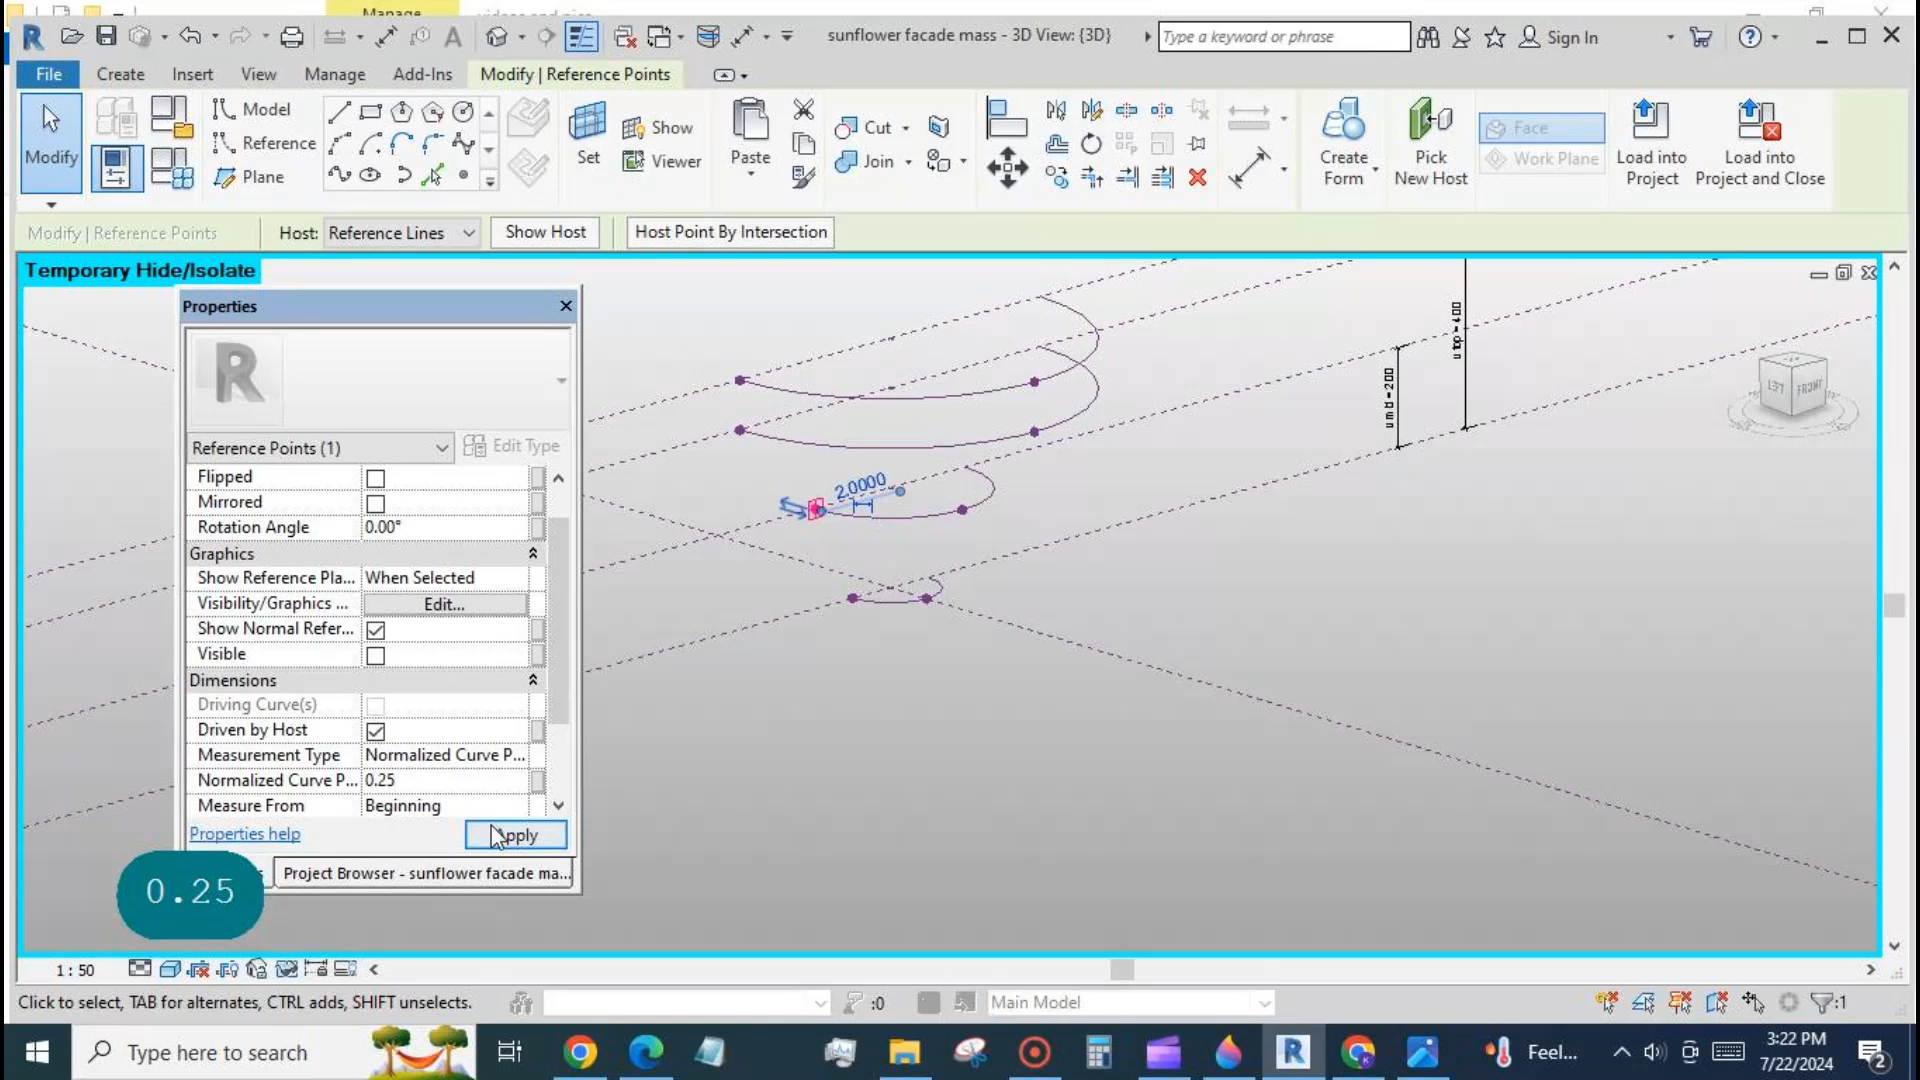 Manage
sunflower facade mass - 3D View: {3D}
Type a keyword or phrase
Sign In
File
Create
Insert
View
Manage
Add-Ins
Modify | Reference Points
Modify
Model
Reference
Plane
Set
Show
Viewer
Paste
Cut
Join
Create
Form
Pick
New Host
Face
Work Plane
Load into
Project
Load into
Project and Close
Modify | Reference Points
Host:
Reference Lines
Show Host
Host Point By Intersection
Temporary Hide/Isolate
Properties
Reference Points (1)
Edit Type
Flipped
Mirrored
Rotation Angle
0.00°
Graphics
Show Reference Pla...
When Selected
Visibility/Graphics ...
Edit...
Show Normal Refer...
Visible
Dimensions
Driving Curve(s)
Driven by Host
Measurement Type
Normalized Curve P...
Normalized Curve P...
0.25
Measure From
Beginning
Properties help
Apply
Project Browser - sunflower facade ma...
0.25
2.0000
LEFT
FRONT
1 : 50
Click to select, TAB for alternates, CTRL adds, SHIFT unselects.
:0
Main Model
:1
Type here to search
Feel...
3:22 PM
7/22/2024
2